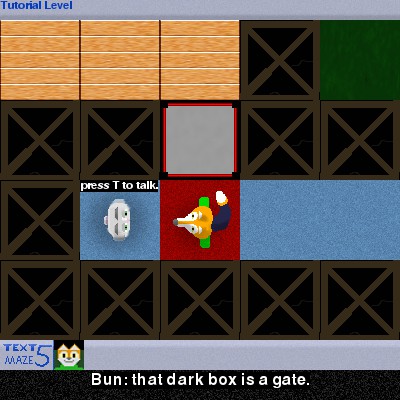 Tutorial Level
press T to talk.
TEXT
MAZE 5
Bun: that dark box is a gate.